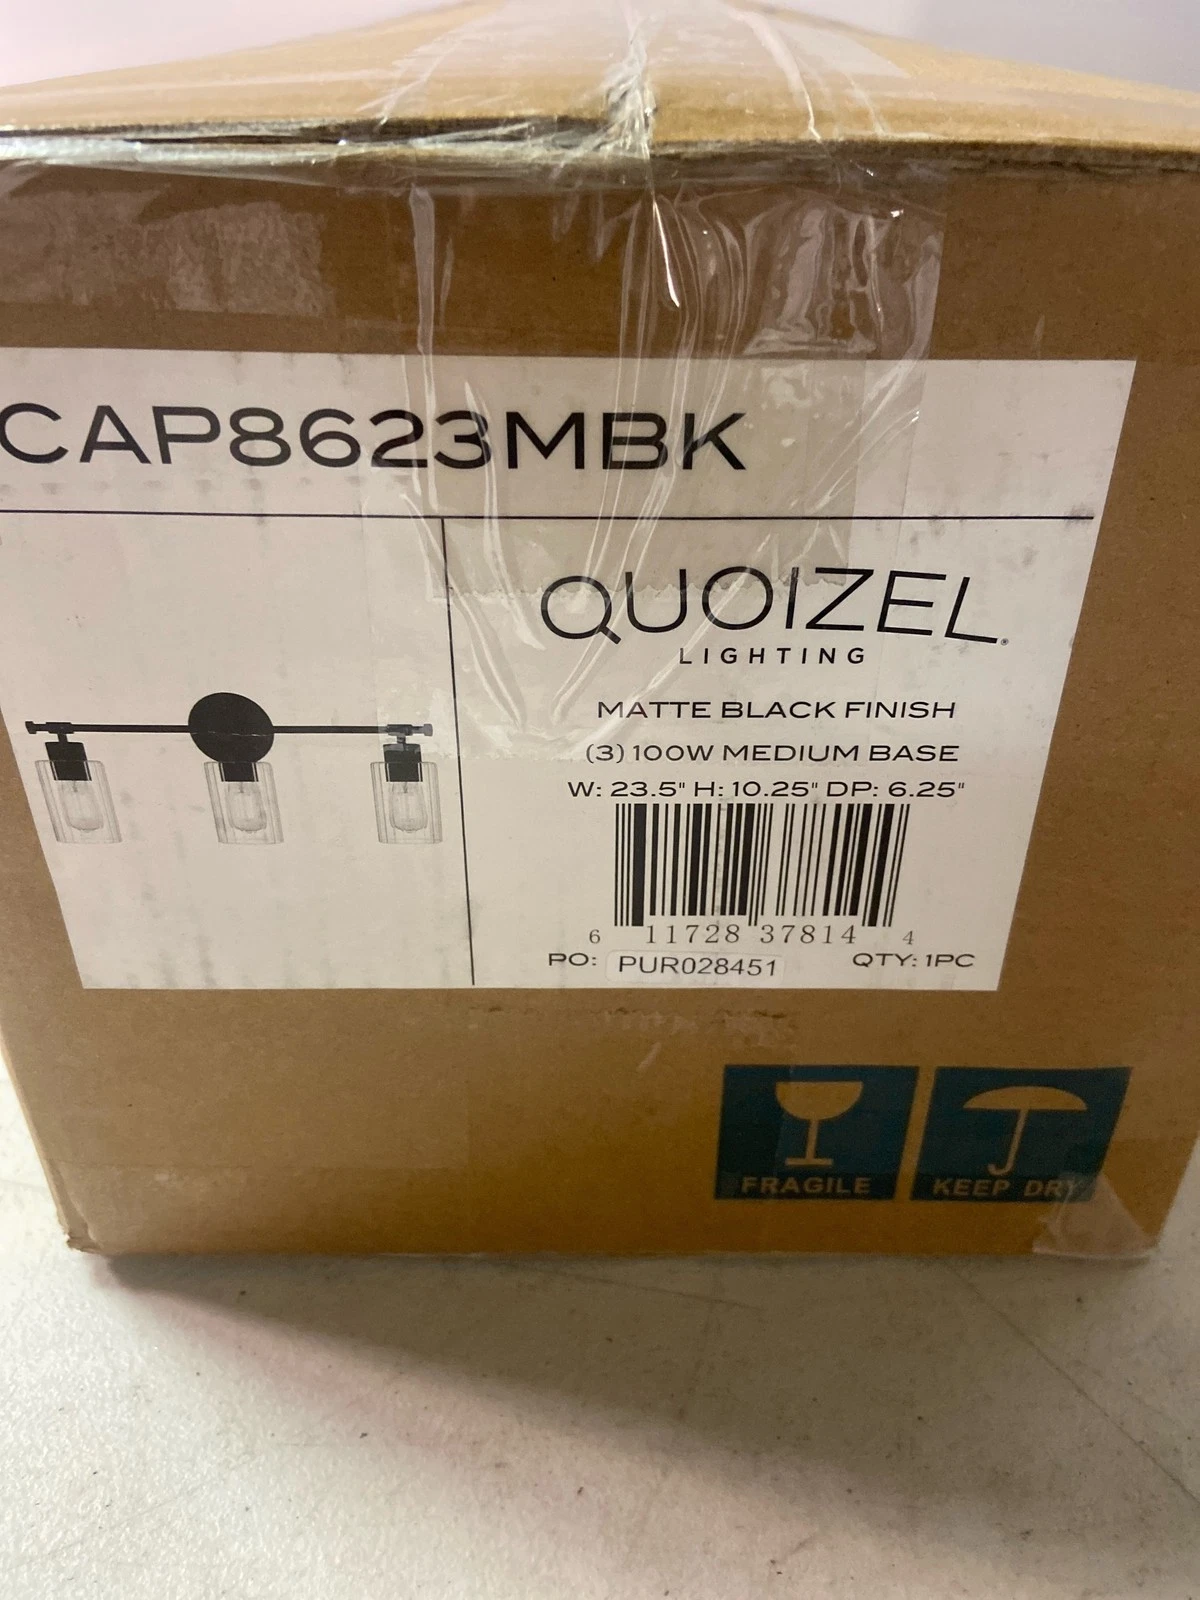 CAP8623MBK
QUOIZEL®
LIGHTING
MATTE BLACK FINISH
(3) 100W MEDIUM BASE
W: 23.5" H: 10.25" DP: 6.25"
6 11728 37814 4
PO: PUR028451 QTY: 1PC
FRAGILE KEEP DRY